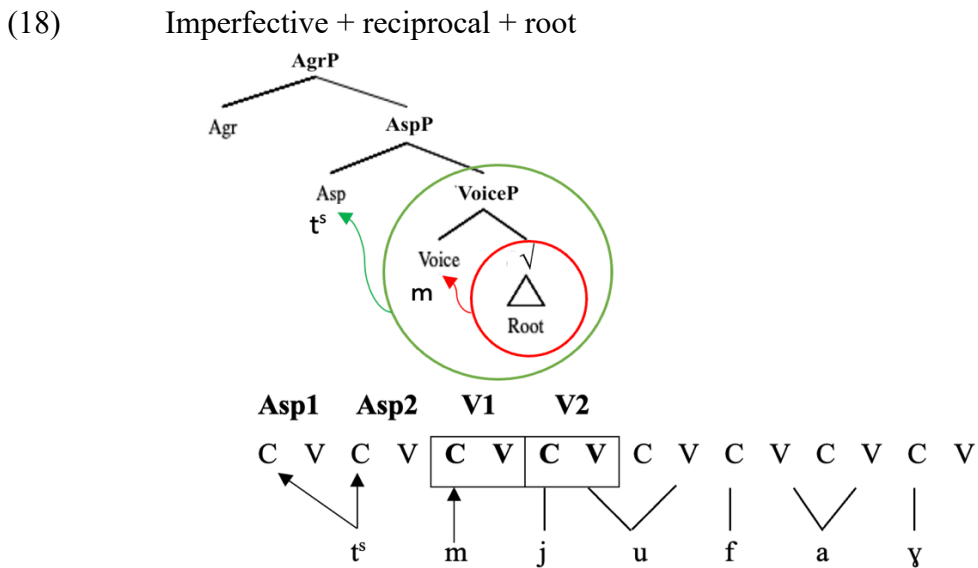 (18) Imperfective + reciprocal + root
AgrP
Agr AspP
Asp VoiceP
tˢ
Voice √
m
Root
Asp1 Asp2 V1 V2
C V C V C V C V C V C V C V C V
tˢ m j u f a ɣ